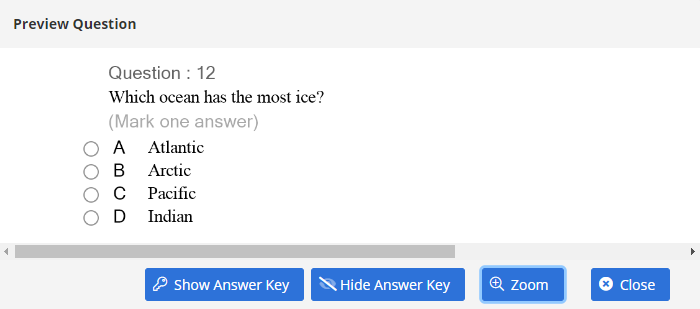 Preview Question
Question : 12
Which ocean has the most ice?
(Mark one answer)
A Atlantic
B Arctic
C Pacific
D Indian
Show Answer Key Hide Answer Key Zoom Close